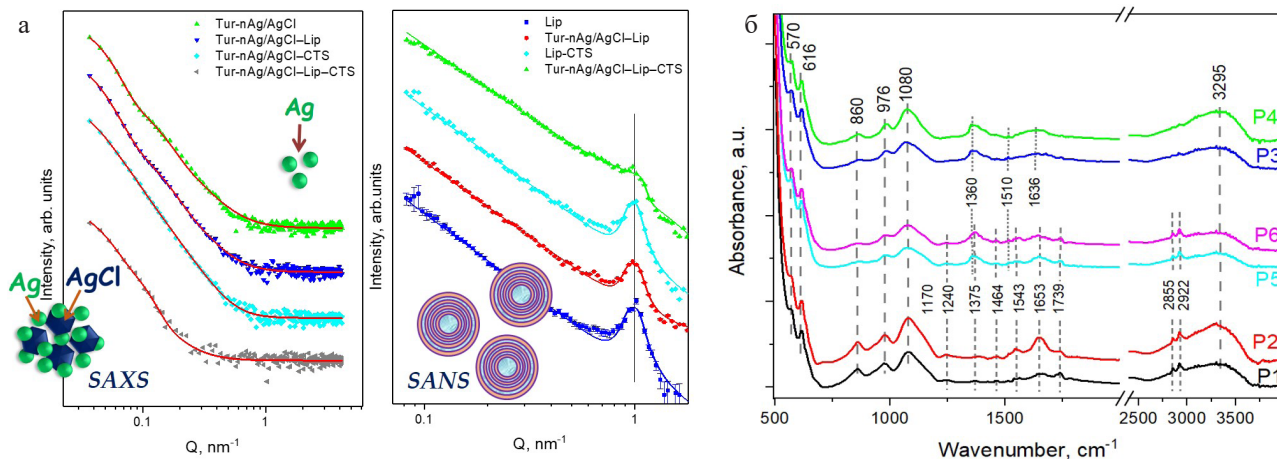 а
Tur-nAg/AgCl
Tur-nAg/AgCl–Lip
Tur-nAg/AgCl–CTS
Tur-nAg/AgCl–Lip–CTS
Ag
Intensity, arb. units
Ag
AgCl
SAXS
0.1
1
Q, nm⁻¹
Lip
Tur-nAg/AgCl–Lip
Lip-CTS
Tur-nAg/AgCl–Lip–CTS
Intensity, arb.units
SANS
0.1
1
Q, nm⁻¹
б
Absorbance, a.u.
570
616
860
976
1080
3295
P4
P3
1360
1510
1636
P6
P5
1170
1240
1375
1464
1543
1653
1739
2855
2922
P2
P1
500
1000
1500
2500
3000
3500
Wavenumber, cm⁻¹